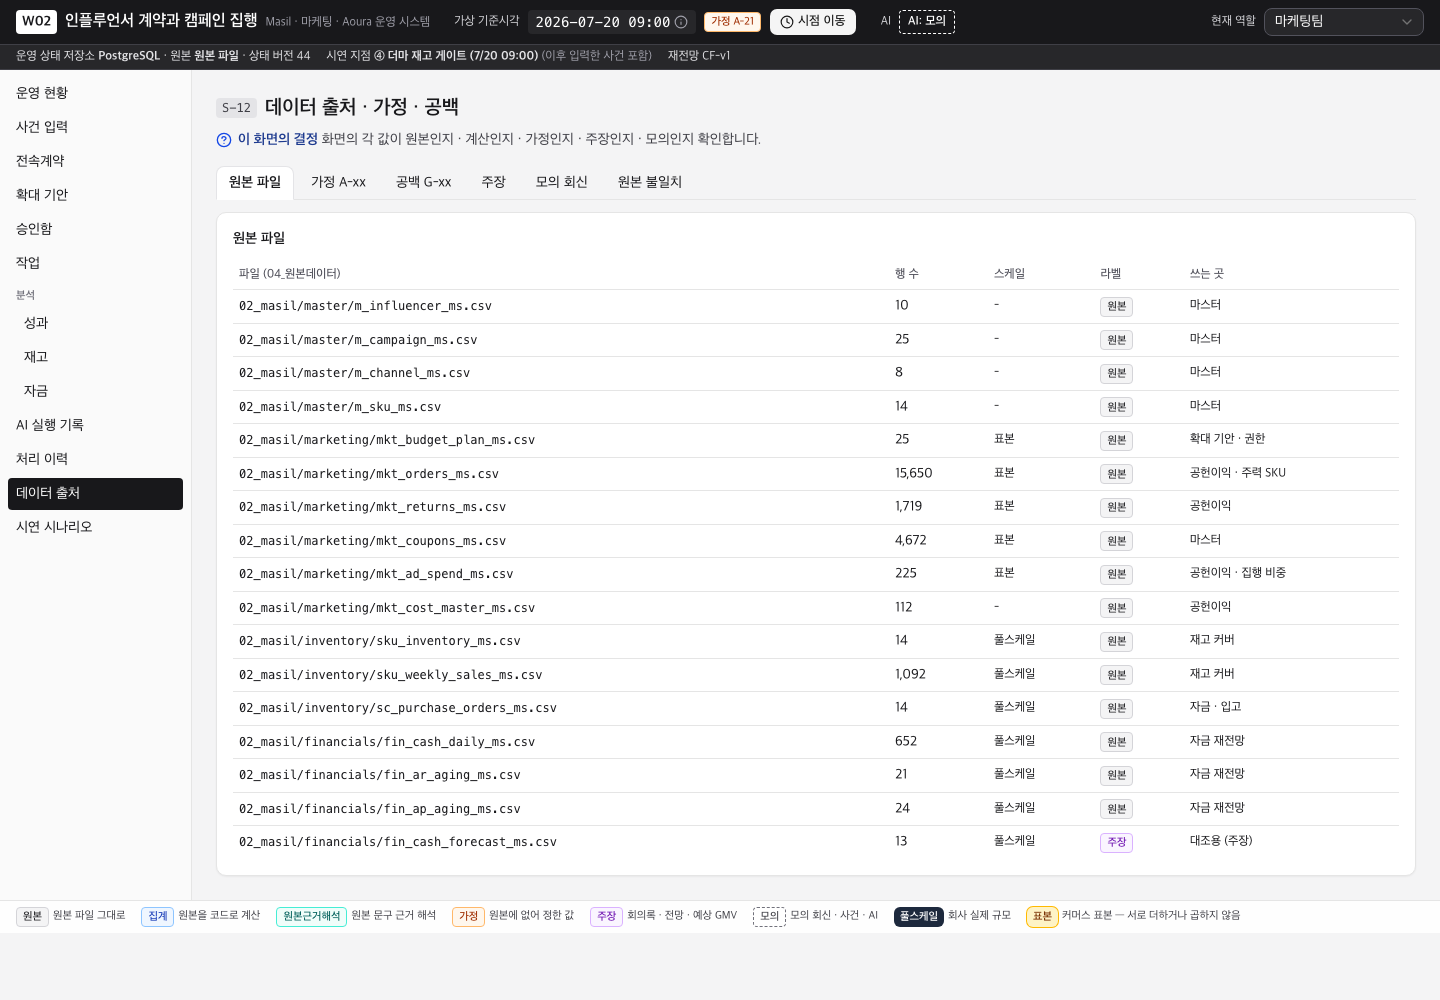 W02 인플루언서 계약과 캠페인 집행 Masil · 마케팅 · Aoura 운영 시스템 가상 기준시각 2026-07-20 09:00 가정 A-21 시점 이동 AI AI: 모의 현재 역할 마케팅팀
운영 상태 저장소 PostgreSQL · 원본 원본 파일 · 상태 버전 44 시연 지점 ④ 더마 재고 게이트 (7/20 09:00) (이후 입력한 사건 포함) 재전망 CF-v1
운영 현황
사건 입력
전속계약
확대 기안
승인함
작업
분석
성과
재고
자금
AI 실행 기록
처리 이력
데이터 출처
시연 시나리오
S-12 데이터 출처 · 가정 · 공백
이 화면의 결정 화면의 각 값이 원본인지 · 계산인지 · 가정인지 · 주장인지 · 모의인지 확인합니다.
원본 파일 가정 A-xx 공백 G-xx 주장 모의 회신 원본 불일치
원본 파일
파일 (04_원본데이터) 행 수 스케일 라벨 쓰는 곳
02_masil/master/m_influencer_ms.csv 10 - 원본 마스터
02_masil/master/m_campaign_ms.csv 25 - 원본 마스터
02_masil/master/m_channel_ms.csv 8 - 원본 마스터
02_masil/master/m_sku_ms.csv 14 - 원본 마스터
02_masil/marketing/mkt_budget_plan_ms.csv 25 표본 원본 확대 기안 · 권한
02_masil/marketing/mkt_orders_ms.csv 15,650 표본 원본 공헌이익 · 주력 SKU
02_masil/marketing/mkt_returns_ms.csv 1,719 표본 원본 공헌이익
02_masil/marketing/mkt_coupons_ms.csv 4,672 표본 원본 마스터
02_masil/marketing/mkt_ad_spend_ms.csv 225 표본 원본 공헌이익 · 집행 비중
02_masil/marketing/mkt_cost_master_ms.csv 112 - 원본 공헌이익
02_masil/inventory/sku_inventory_ms.csv 14 풀스케일 원본 재고 커버
02_masil/inventory/sku_weekly_sales_ms.csv 1,092 풀스케일 원본 재고 커버
02_masil/inventory/sc_purchase_orders_ms.csv 14 풀스케일 원본 자금 · 입고
02_masil/financials/fin_cash_daily_ms.csv 652 풀스케일 원본 자금 재전망
02_masil/financials/fin_ar_aging_ms.csv 21 풀스케일 원본 자금 재전망
02_masil/financials/fin_ap_aging_ms.csv 24 풀스케일 원본 자금 재전망
02_masil/financials/fin_cash_forecast_ms.csv 13 풀스케일 주장 대조용 (주장)
원본 원본 파일 그대로 집계 원본을 코드로 계산 원본근거해석 원본 문구 근거 해석 가정 원본에 없어 정한 값 주장 회의록 · 전망 · 예상 GMV 모의 모의 회신 · 사건 · AI 풀스케일 회사 실제 규모 표본 커머스 표본 — 서로 더하거나 곱하지 않음